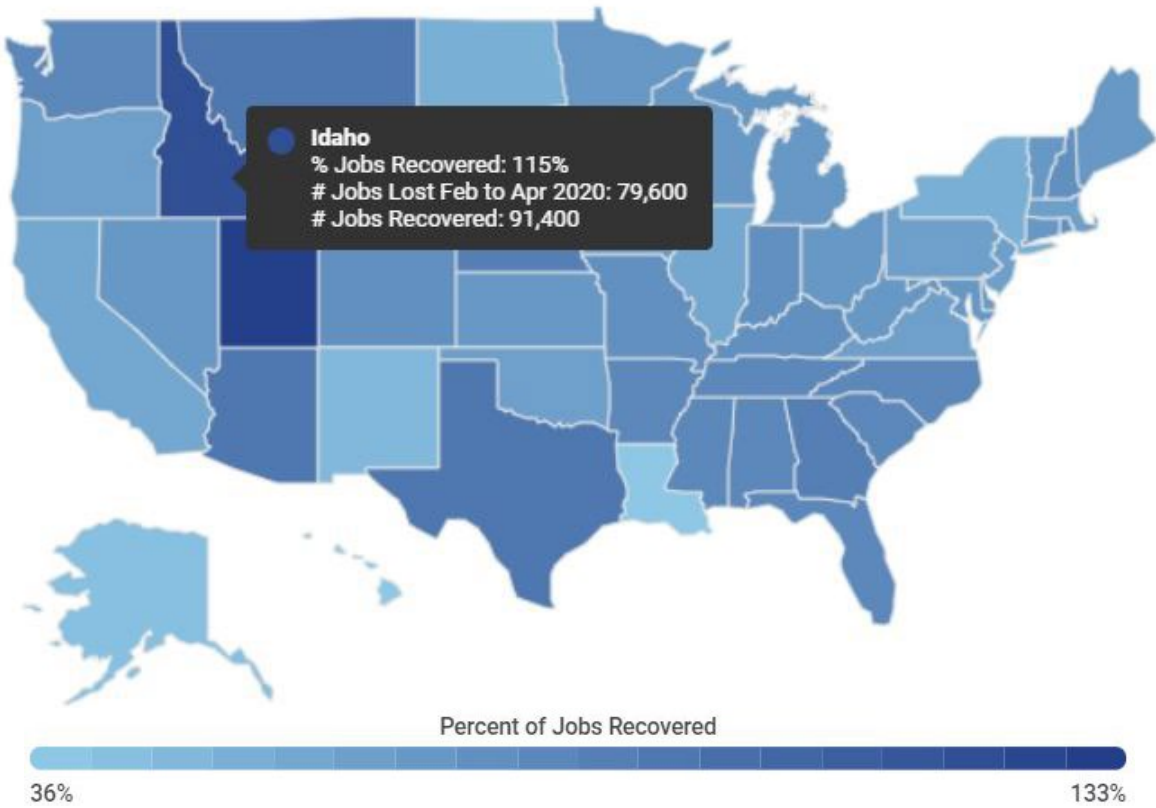 Idaho
% Jobs Recovered: 115%
# Jobs Lost Feb to Apr 2020: 79,600
# Jobs Recovered: 91,400
Percent of Jobs Recovered
36%
133%